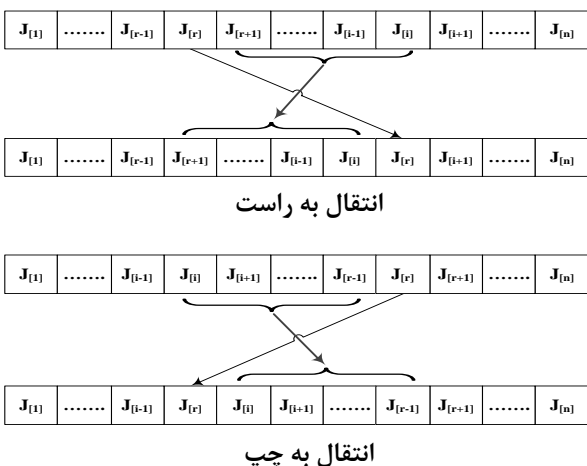 J[1] ....... J[r-1] J[r] J[r+1] ....... J[i-1] J[i] J[i+1] ....... J[n]
J[1] ....... J[r-1] J[r+1] ....... J[i-1] J[i] J[r] J[i+1] ....... J[n]
انتقال به راست
J[1] ....... J[i-1] J[i] J[i+1] ....... J[r-1] J[r] J[r+1] ....... J[n]
J[1] ....... J[i-1] J[r] J[i] J[i+1] ....... J[r-1] J[r+1] ....... J[n]
انتقال به چپ